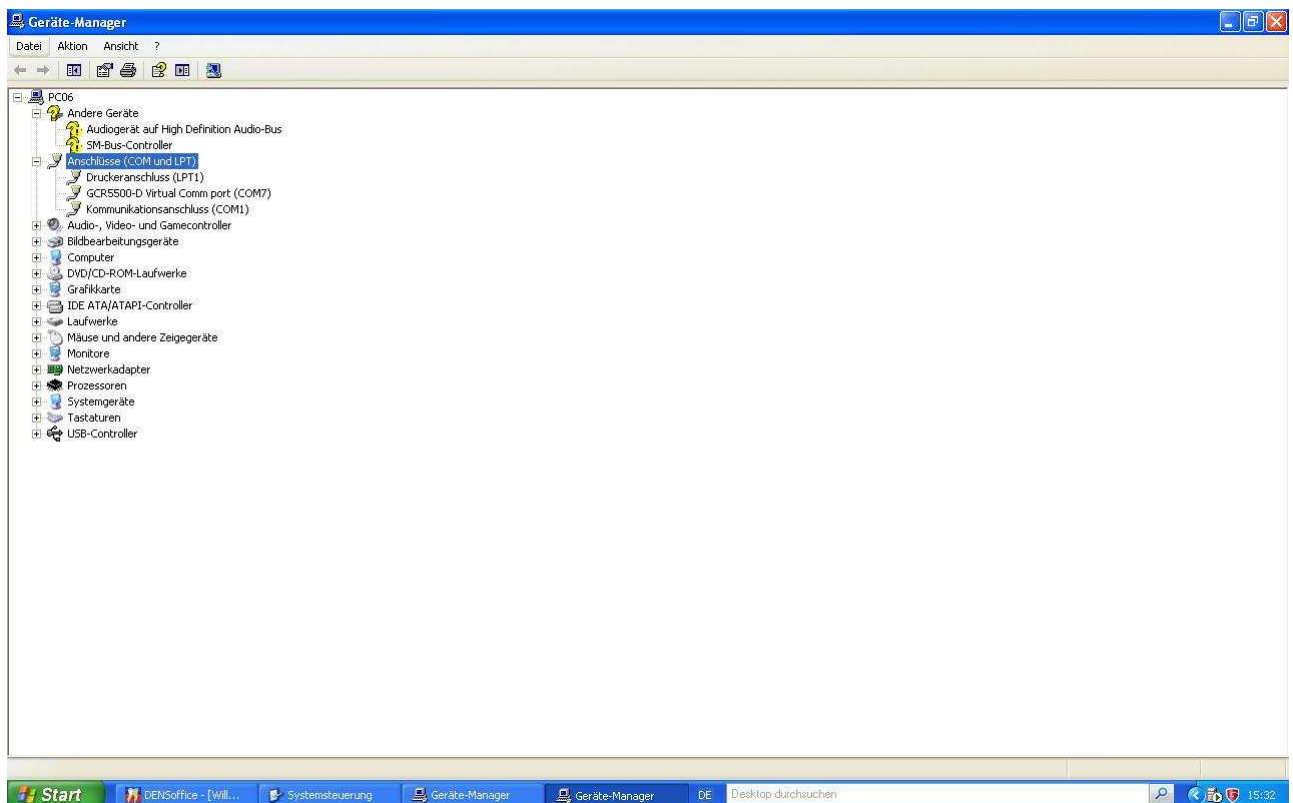 Geräte-Manager
Datei Aktion Ansicht ?
PC06
Andere Geräte
Audiogerät auf High Definition Audio-Bus
SM-Bus-Controller
Anschlüsse (COM und LPT)
Druckeranschluss (LPT1)
GCR5500-D Virtual Comm port (COM7)
Kommunikationsanschluss (COM1)
Audio-, Video- und Gamecontroller
Bildbearbeitungsgeräte
Computer
DVD/CD-ROM-Laufwerke
Grafikkarte
IDE ATA/ATAPI-Controller
Laufwerke
Mäuse und andere Zeigegeräte
Monitore
Netzwerkadapter
Prozessoren
Systemgeräte
Tastaturen
USB-Controller
Start DENSoffice - [Will... Systemsteuerung Geräte-Manager Geräte-Manager DE Desktop durchsuchen 15:32